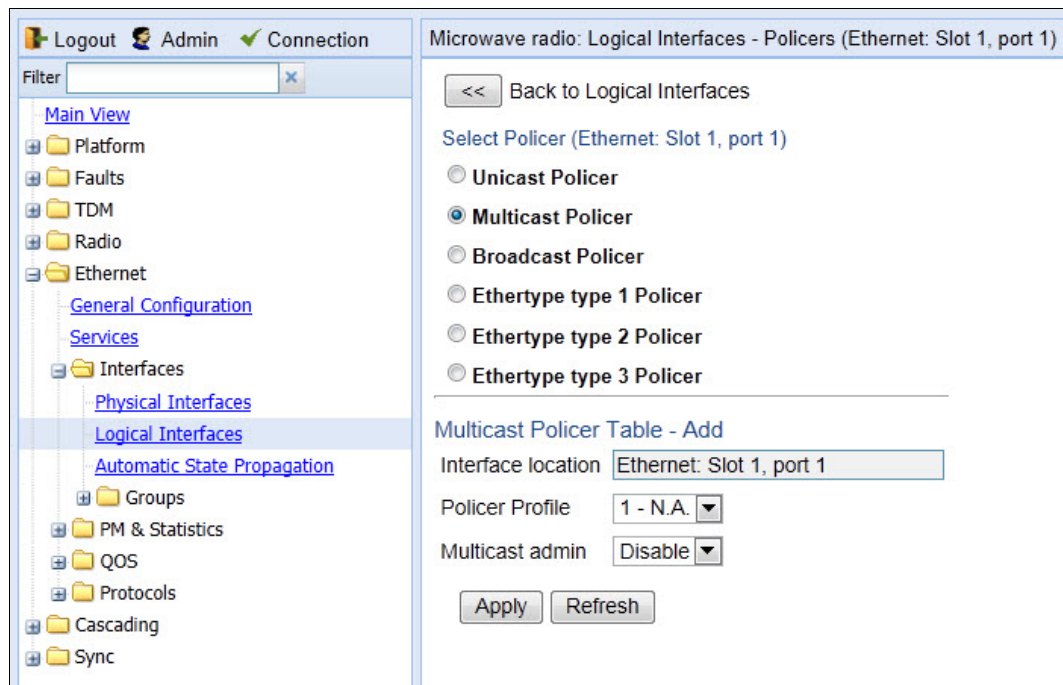 Logout Admin Connection
Filter
Main View
Platform
Faults
TDM
Radio
Ethernet
General Configuration
Services
Interfaces
Physical Interfaces
Logical Interfaces
Automatic State Propagation
Groups
PM & Statistics
QOS
Protocols
Cascading
Sync
Microwave radio: Logical Interfaces - Policers (Ethernet: Slot 1, port 1)
<< Back to Logical Interfaces
Select Policer (Ethernet: Slot 1, port 1)
Unicast Policer
Multicast Policer
Broadcast Policer
Ethertype type 1 Policer
Ethertype type 2 Policer
Ethertype type 3 Policer
Multicast Policer Table - Add
Interface location Ethernet: Slot 1, port 1
Policer Profile 1 - N.A.
Multicast admin Disable
Apply Refresh